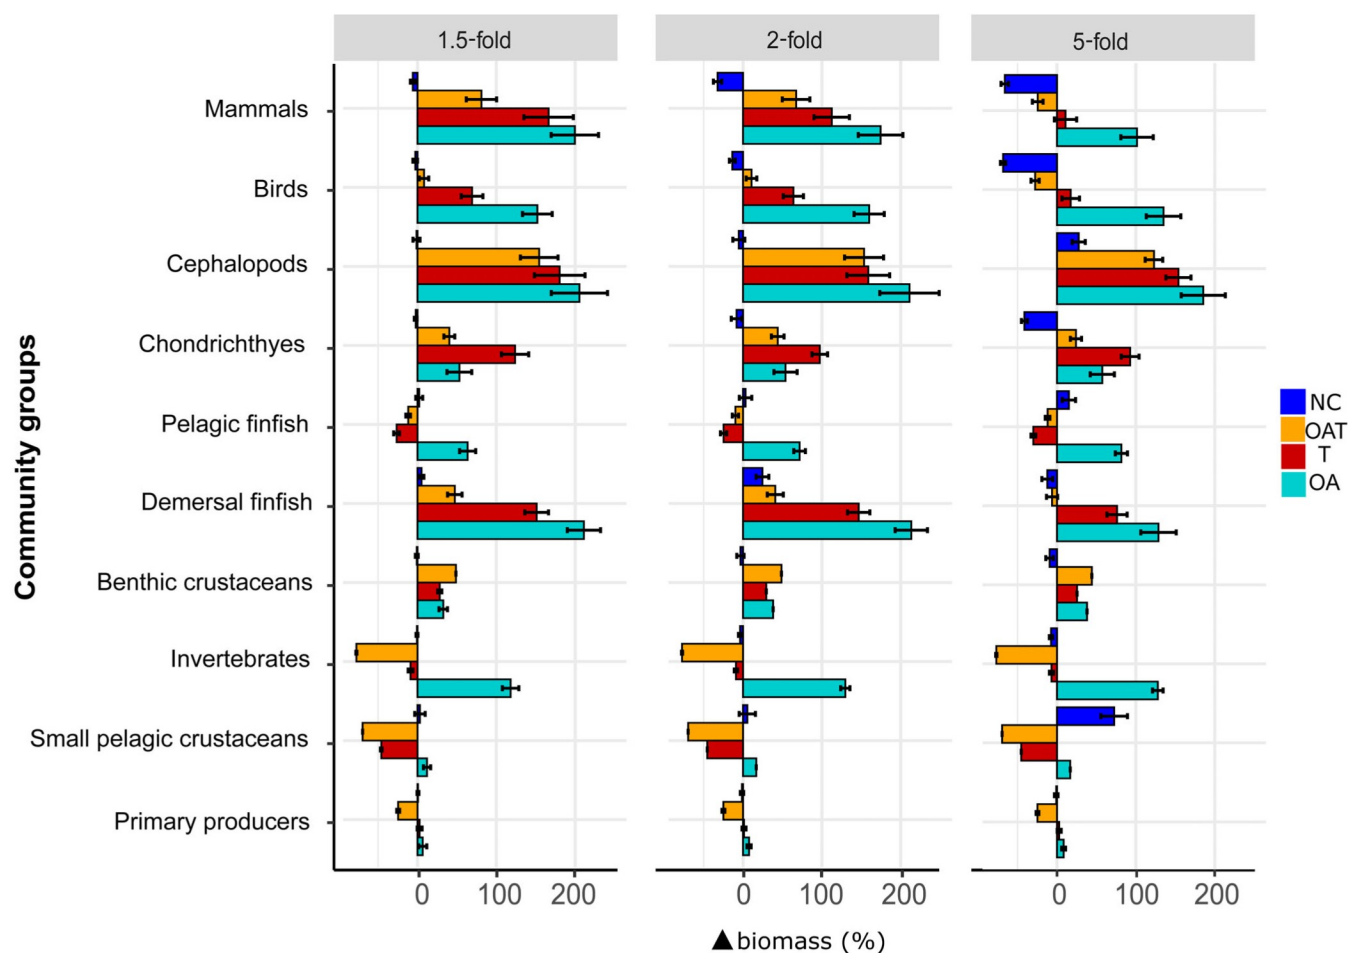 1.5-fold 2-fold 5-fold
Community groups
Mammals
Birds
Cephalopods
Chondrichthyes
Pelagic finfish
Demersal finfish
Benthic crustaceans
Invertebrates
Small pelagic crustaceans
Primary producers
NC
OAT
T
OA
0 100 200 0 100 200 0 100 200
▲biomass (%)